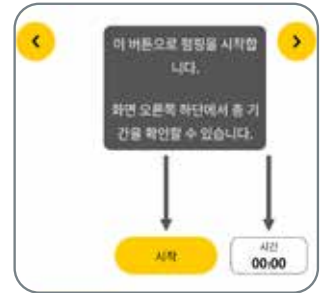 이 버튼으로 펌핑을 시작합
니다.
화면 오른쪽 하단에서 총 기
간을 확인할 수 있습니다.
시작
시간
00:00